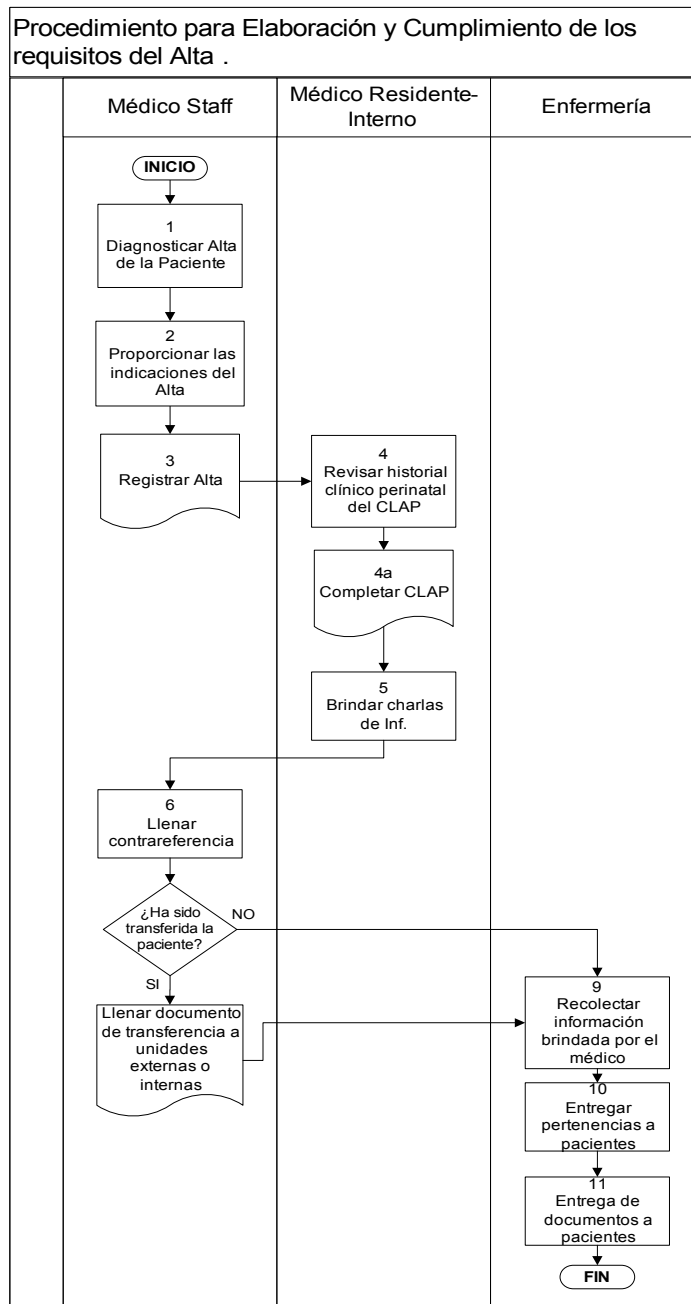 Procedimiento para Elaboración y Cumplimiento de los
requisitos del Alta .
Médico Staff
Médico Residente-
Interno
Enfermería
INICIO
1
Diagnosticar Alta
de la Paciente
2
Proporcionar las
indicaciones del
Alta
3
Registrar Alta
4
Revisar historial
clínico perinatal
del CLAP
4a
Completar CLAP
5
Brindar charlas
de Inf.
6
Llenar
contrareferencia
¿Ha sido
transferida la
paciente?
NO
SI
Llenar documento
de transferencia a
unidades
externas o
internas
9
Recolectar
información
brindada por el
médico
10
Entregar
pertenencias a
pacientes
11
Entrega de
documentos a
pacientes
FIN